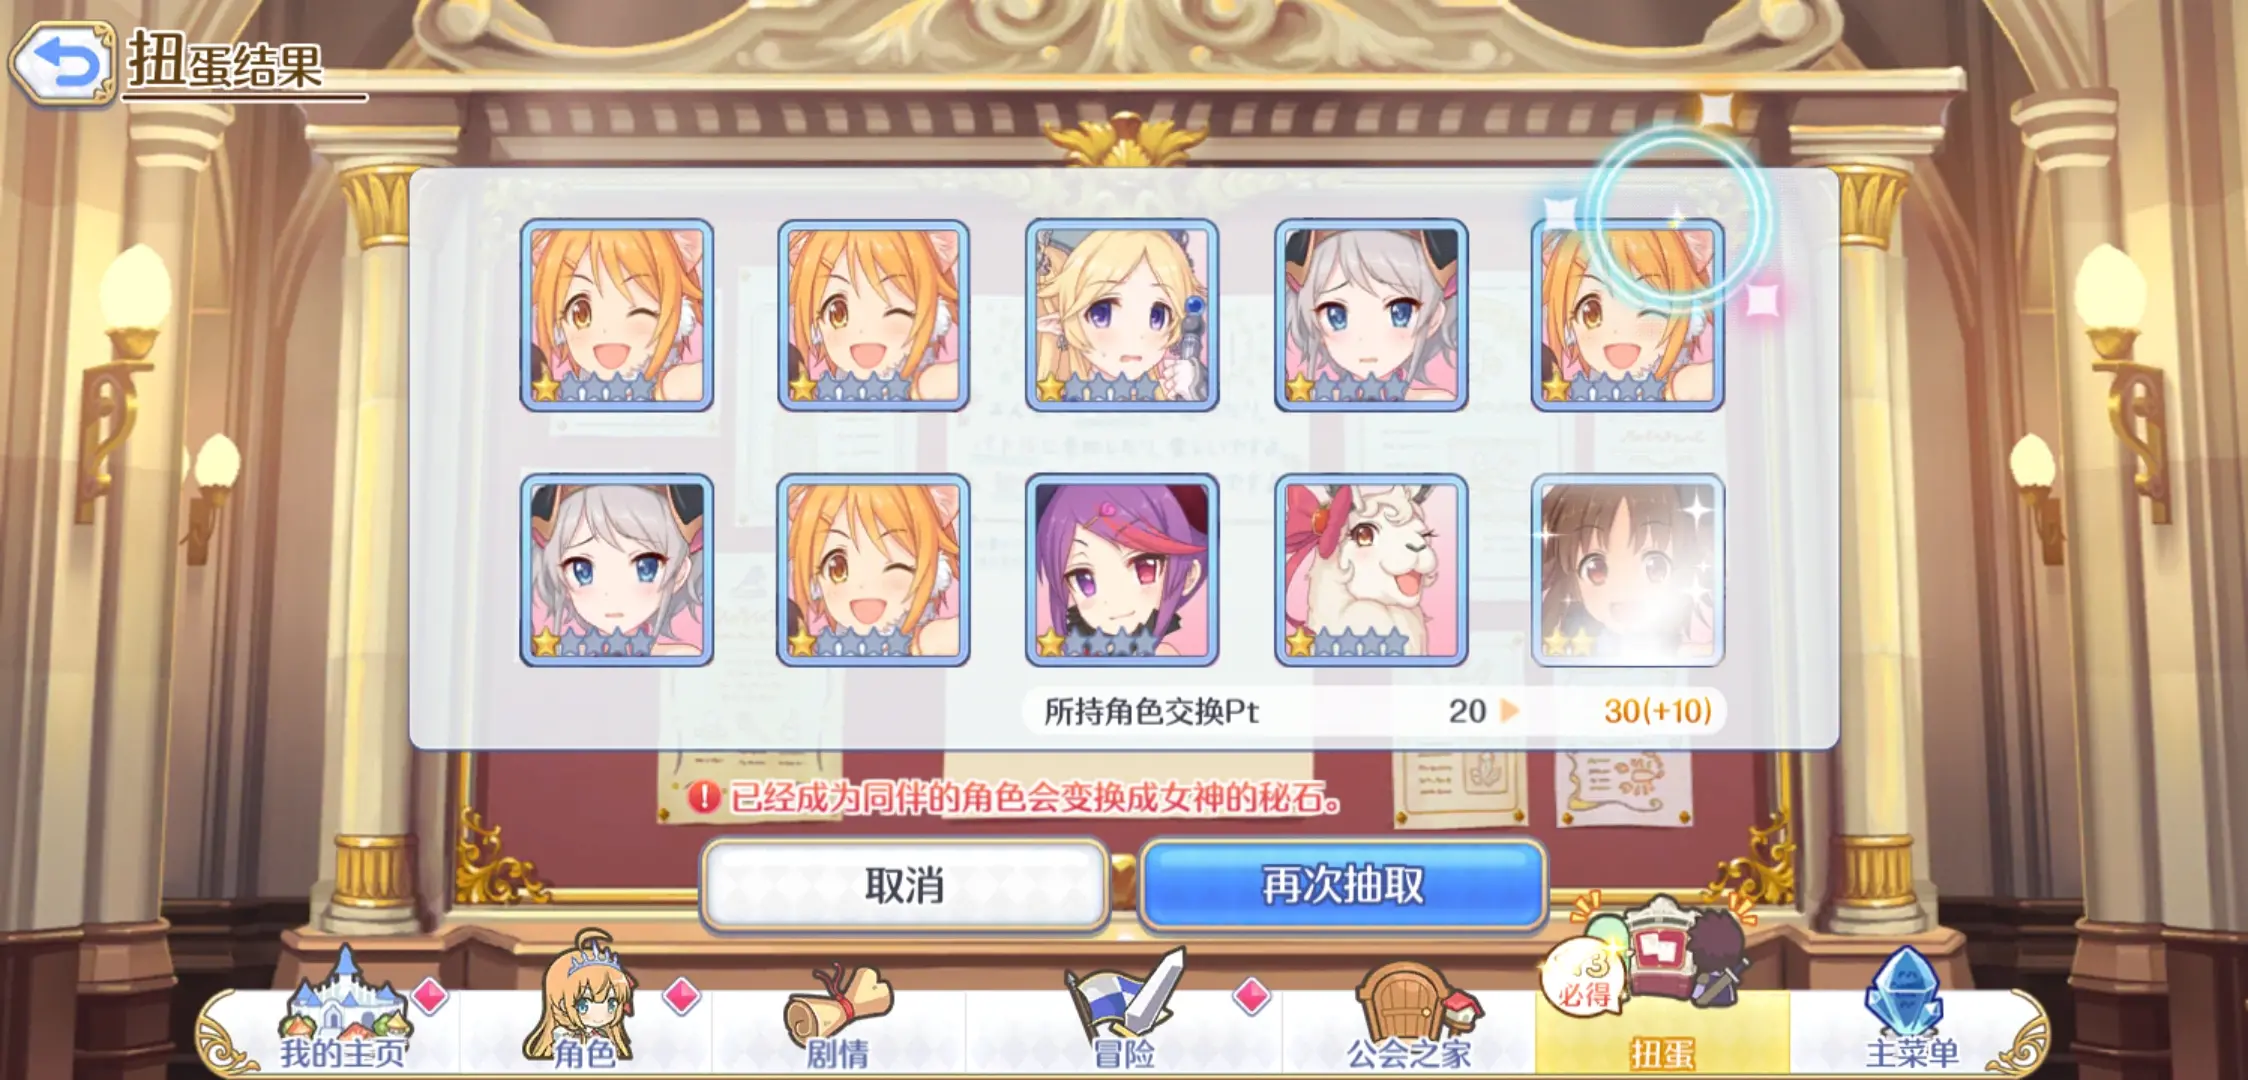 扭蛋结果
所持角色交换Pt 20 30(+10)
已经成为同伴的角色会变换成女神的秘石。
取消
再次抽取
必得
我的主页
角色
剧情
冒险
公会之家
扭蛋
主菜单